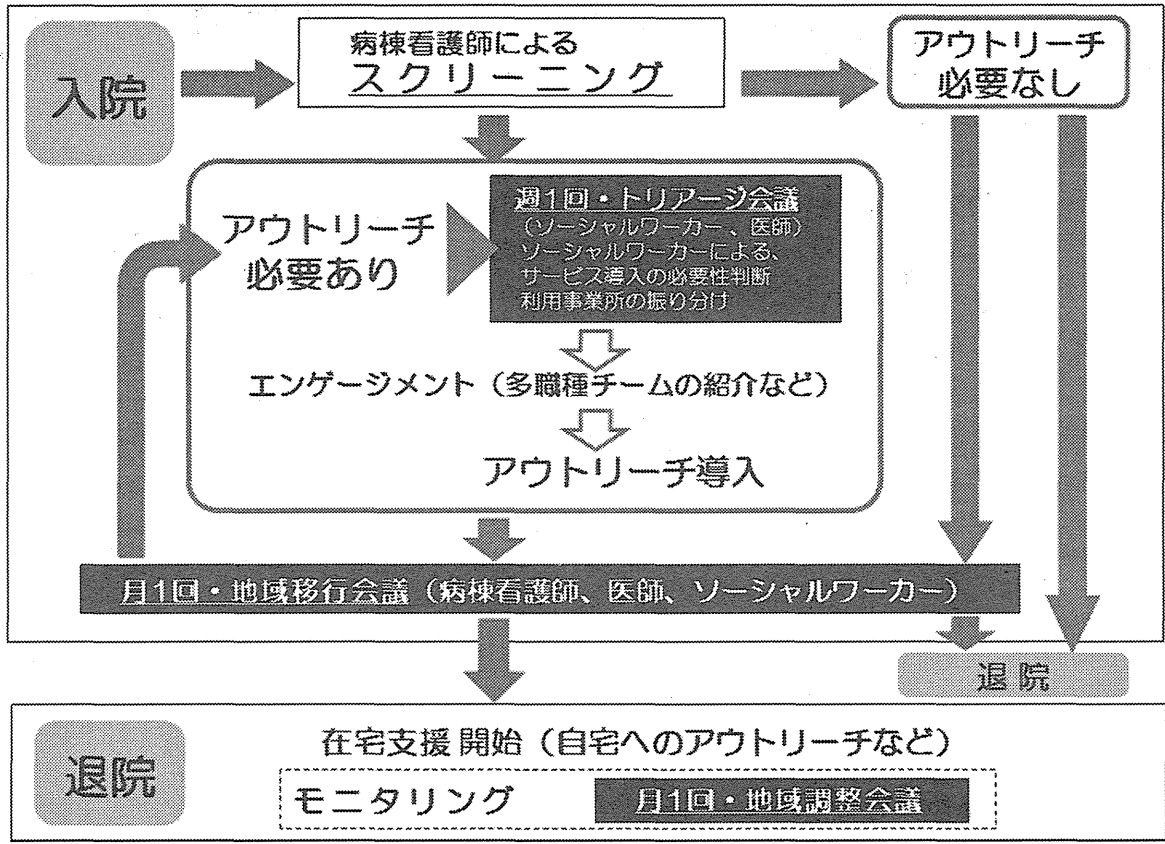 入院
病棟看護師による
スクリーニング
アウトリーチ
必要なし
アウトリーチ
必要あり
週1回・トリアージ会議
(ソーシャルワーカー、医師)
ソーシャルワーカーによる、
サービス導入の必要性判断
利用事業所の振り分け
エンゲージメント(多職種チームの紹介など)
アウトリーチ導入
月1回・地域移行会議(病棟看護師、医師、ソーシャルワーカー)
退院
退院
在宅支援開始(自宅へのアウトリーチなど)
モニタリング
月1回・地域調整会議